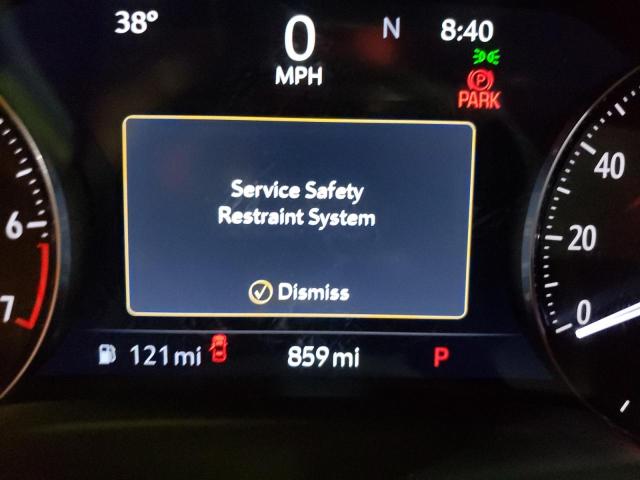 38° 0 N 8:40
MPH
PARK
Service Safety
Restraint System
Dismiss
6
7
40
20
0
121 mi 859 mi P